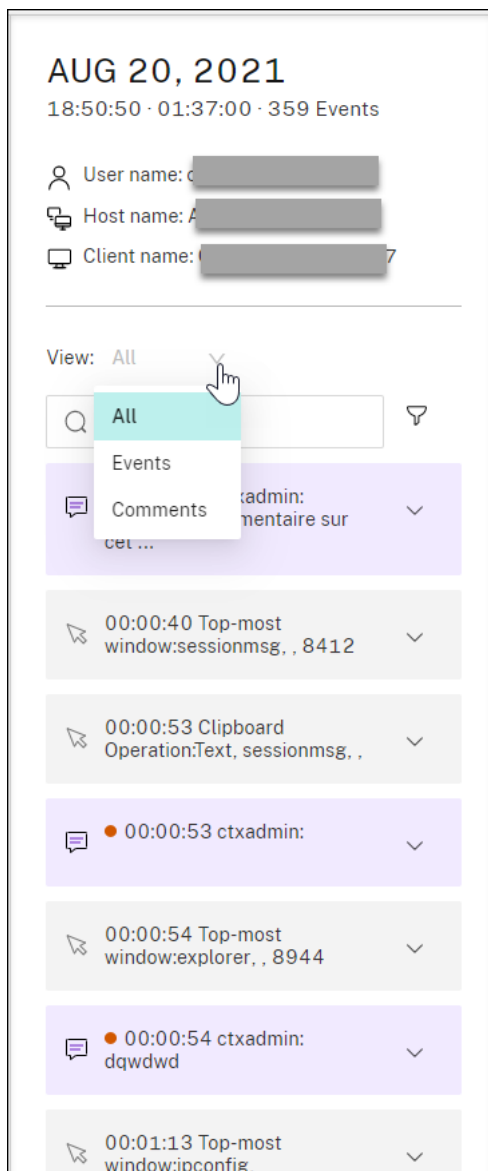 AUG 20, 2021
18:50:50 · 01:37:00 · 359 Events
User name:
Host name:
Client name: 7
View: All
All
Events
Comments
admin:
mentaire sur
cet ...
00:00:40 Top-most
window:sessionmsg, , 8412
00:00:53 Clipboard
Operation:Text, sessionmsg, ,
00:00:53 ctxadmin:
00:00:54 Top-most
window:explorer, , 8944
00:00:54 ctxadmin:
dqwdwd
00:01:13 Top-most
window:ipconfig,